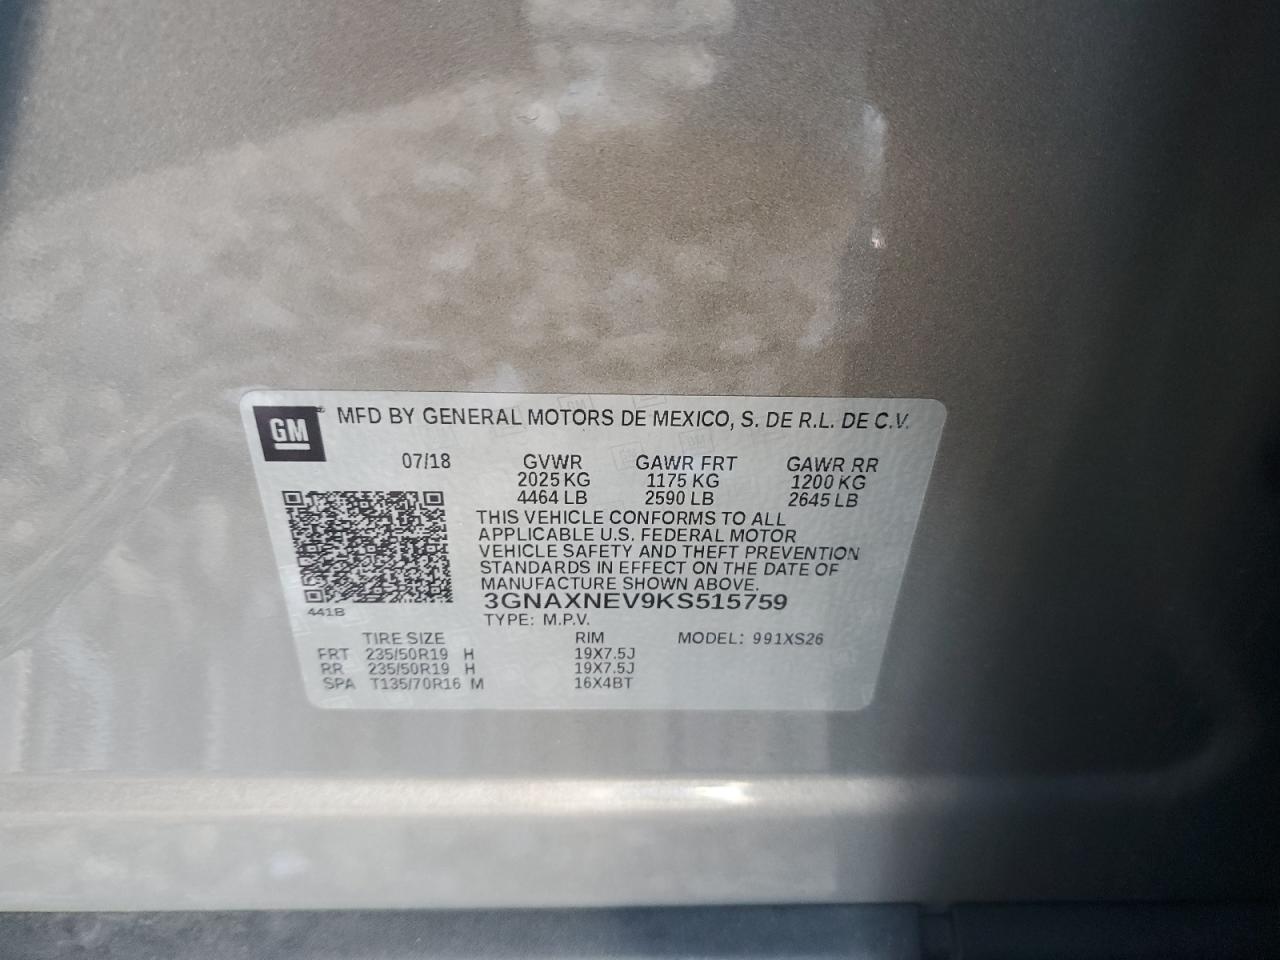 GM ® MFD BY GENERAL MOTORS DE MEXICO, S. DE R.L. DE C.V.
07/18 GVWR GAWR FRT GAWR RR
2025 KG 1175 KG 1200 KG
4464 LB 2590 LB 2645 LB
THIS VEHICLE CONFORMS TO ALL
APPLICABLE U.S. FEDERAL MOTOR
VEHICLE SAFETY AND THEFT PREVENTION
STANDARDS IN EFFECT ON THE DATE OF
MANUFACTURE SHOWN ABOVE.
441B 3GNAXNEV9KS515759
TYPE: M.P.V.
TIRE SIZE RIM MODEL: 991XS26
FRT 235/50R19 H 19X7.5J
RR 235/50R19 H 19X7.5J
SPA T135/70R16 M 16X4BT